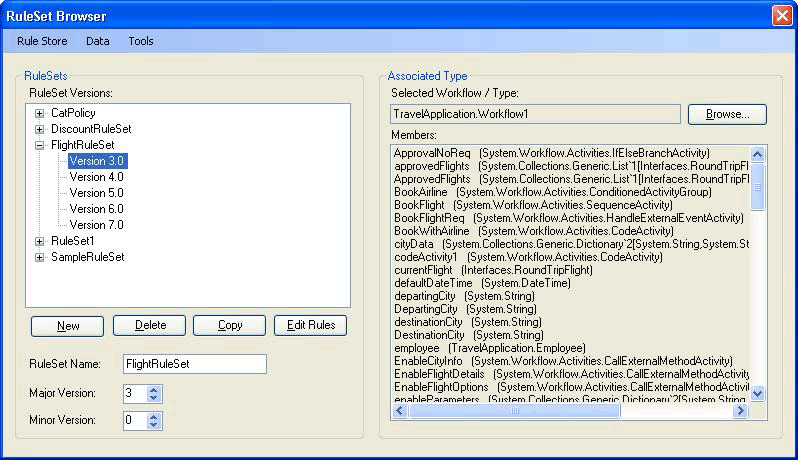 RuleSet Browser
Rule Store Data Tools
RuleSets
RuleSet Versions:
CatPolicy
DiscountRuleSet
FlightRuleSet
Version 3.0
Version 4.0
Version 5.0
Version 6.0
Version 7.0
RuleSet1
SampleRuleSet
New Delete Copy Edit Rules
RuleSet Name: FlightRuleSet
Major Version: 3
Minor Version: 0
Associated Type
Selected Workflow / Type:
TravelApplication.Workflow1 Browse...
Members:
ApprovalNoReq (System.Workflow.Activities.IfElseBranchActivity)
approvedFlights (System.Collections.Generic.List`1[Interfaces.RoundTripFl
ApprovedFlights (System.Collections.Generic.List`1[Interfaces.RoundTripFl
BookAirline (System.Workflow.Activities.ConditionedActivityGroup)
BookFlight (System.Workflow.Activities.SequenceActivity)
BookFlightReq (System.Workflow.Activities.HandleExternalEventActivity)
BookWithAirline (System.Workflow.Activities.CodeActivity)
cityData (System.Collections.Generic.Dictionary`2[System.String,System.St
codeActivity1 (System.Workflow.Activities.CodeActivity)
currentFlight (Interfaces.RoundTripFlight)
defaultDateTime (System.DateTime)
departingCity (System.String)
DepartingCity (System.String)
destinationCity (System.String)
DestinationCity (System.String)
employee (TravelApplication.Employee)
EnableCityInfo (System.Workflow.Activities.CallExternalMethodActivity)
EnableFlightDetails (System.Workflow.Activities.CallExternalMethodActivity)
EnableFlightOptions (System.Workflow.Activities.CallExternalMethodActivit
enableParameters (System.Collections.Generic.Dictionary`2[System.String